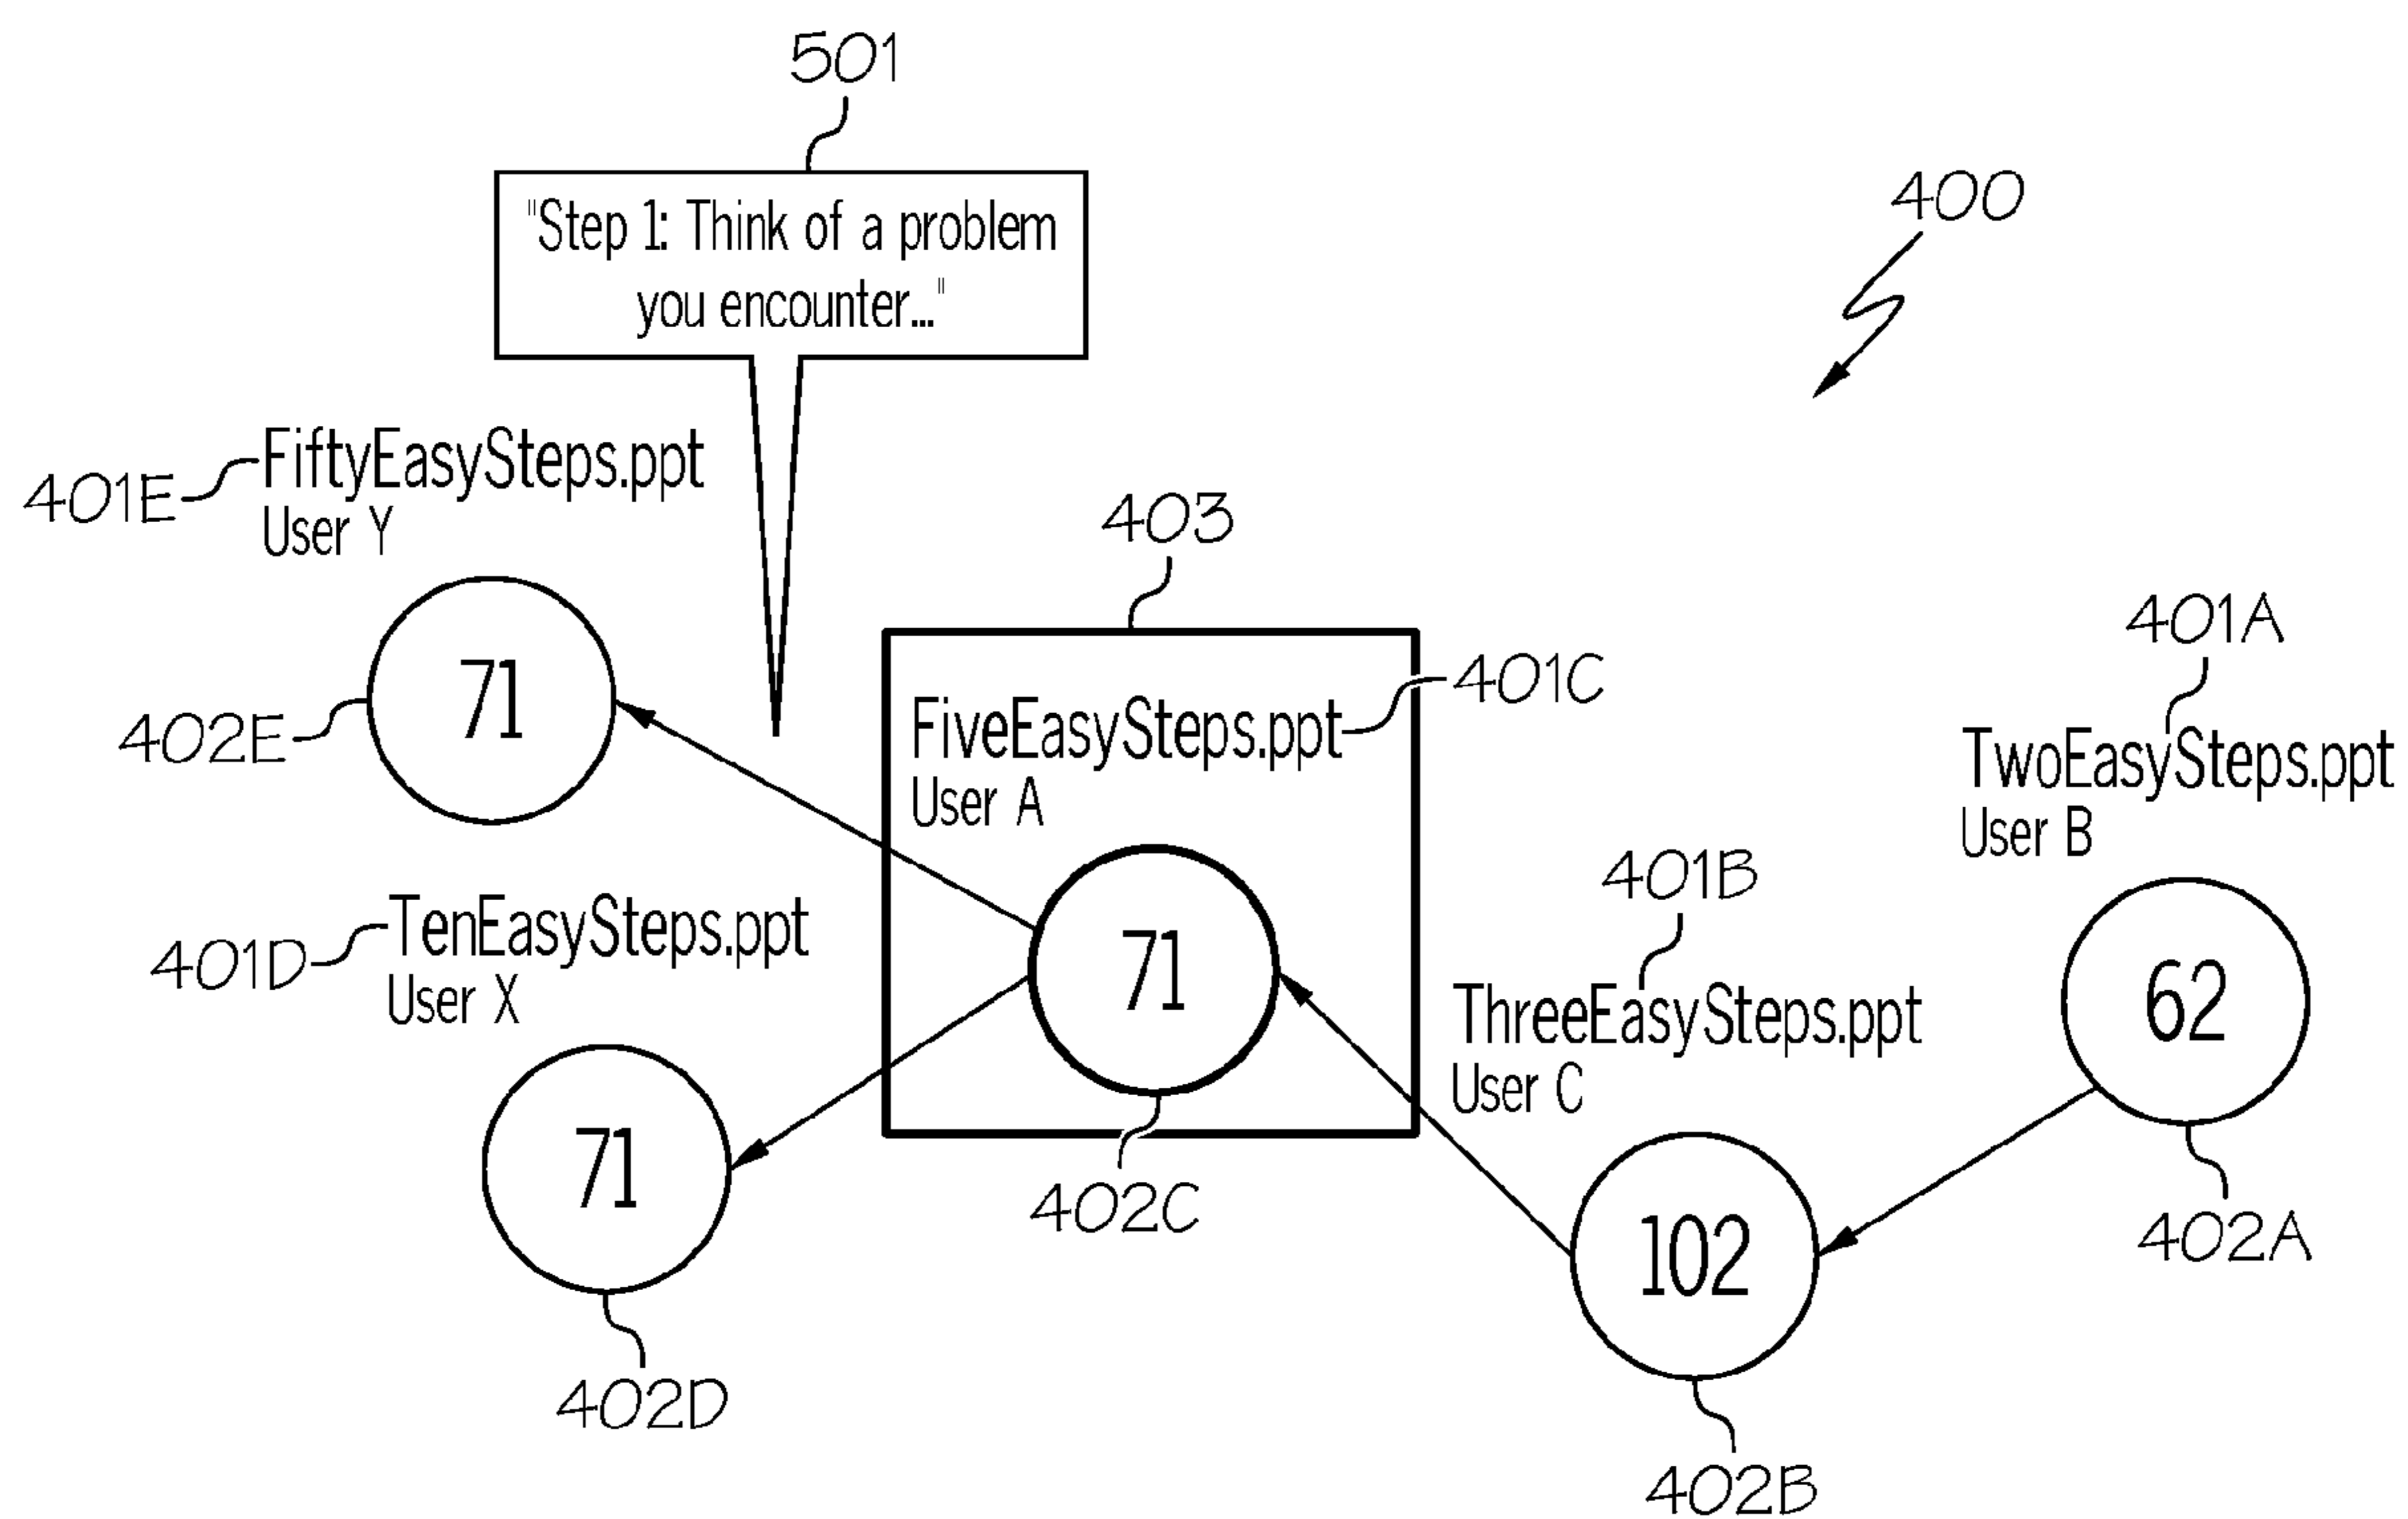 501
"Step 1: Think of a problem
you encounter..."
400
401E
FiftyEasySteps.ppt
User Y
403
401A
71
402E
401C
FiveEasySteps.ppt
User A
TwoEasySteps.ppt
User B
401B
401D
TenEasySteps.ppt
User X
71
ThreeEasySteps.ppt
User C
62
71
402C
102
402A
402D
402B